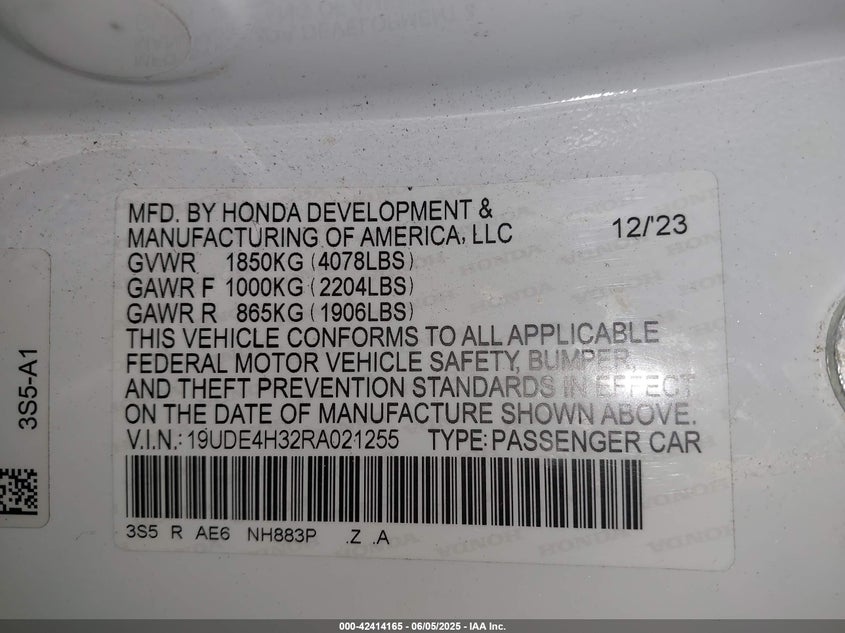 MFD. BY HONDA DEVELOPMENT &
MANUFACTURING OF AMERICA, LLC 12/'23
GVWR 1850KG (4078LBS)
GAWR F 1000KG (2204LBS)
GAWR R 865KG (1906LBS)
THIS VEHICLE CONFORMS TO ALL APPLICABLE
FEDERAL MOTOR VEHICLE SAFETY, BUMPER,
AND THEFT PREVENTION STANDARDS IN EFFECT
ON THE DATE OF MANUFACTURE SHOWN ABOVE.
V.I.N.: 19UDE4H32RA021255 TYPE: PASSENGER CAR
3S5 R AE6 NH883P .Z .A
3S5-A1
HONDA HONDA HONDA
000-42414165 | 06/05/2025 - IAA Inc.